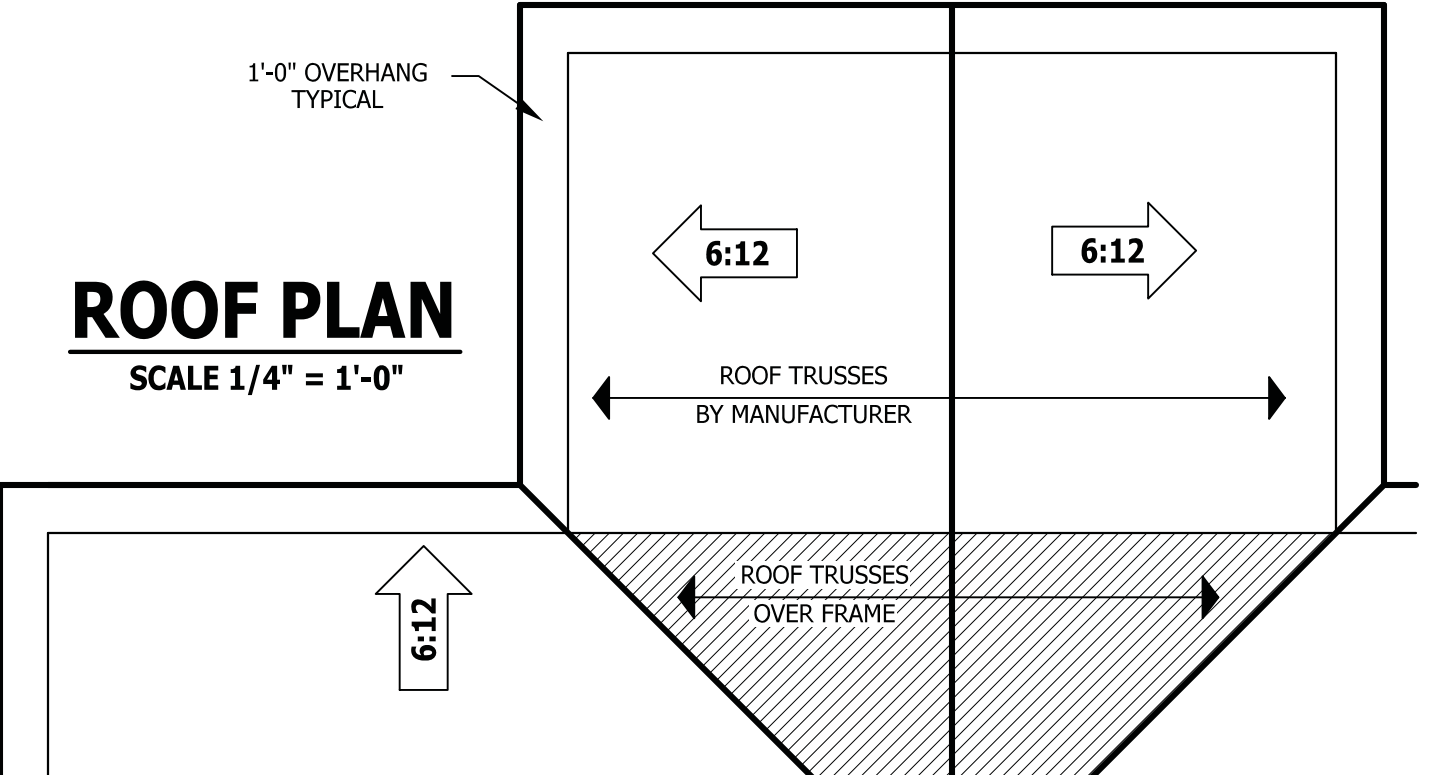 1'-0" OVERHANG
TYPICAL
6:12
6:12
ROOF PLAN
SCALE 1/4" = 1'-0"
ROOF TRUSSES
BY MANUFACTURER
ROOF TRUSSES
OVER FRAME
6:12